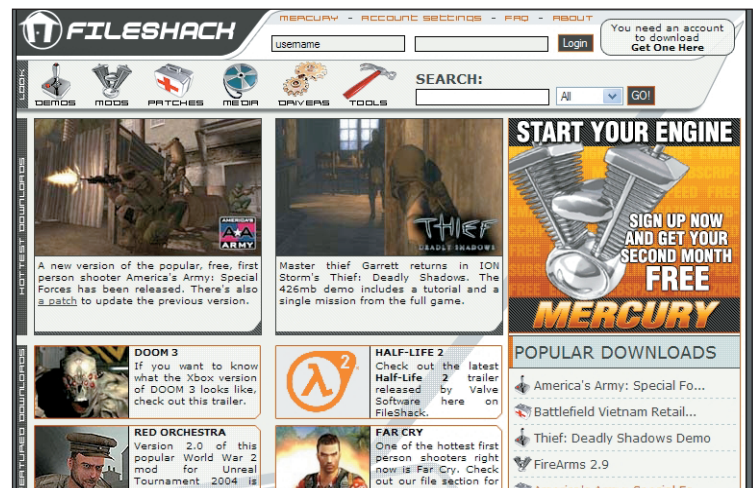 FILESHACK
MERCURY - ACCOUNT SETTINGS - FAQ - ABOUT
username
Login
You need an account
to download
Get One Here
LOOK
DEMOS
MODS
PATCHES
MEDIA
DRIVERS
TOOLS
SEARCH:
All
GO!
HOTTEST DOWNLOADS
AMERICA'S
ARMY
A new version of the popular, free, first
person shooter America's Army: Special
Forces has been released. There's also
a patch to update the previous version.
THIEF
DEADLY SHADOWS
Master thief Garrett returns in ION
Storm's Thief: Deadly Shadows. The
426mb demo includes a tutorial and a
single mission from the full game.
START YOUR ENGINE
SIGN UP NOW
AND GET YOUR
SECOND MONTH
FREE
MERCURY
FEATURED DOWNLOADS
DOOM 3
If you want to know
what the Xbox version
of DOOM 3 looks like,
check out this trailer.
λ2
HALF-LIFE 2
Check out the latest
Half-Life 2 trailer
released by Valve
Software here on
FileShack.
RED ORCHESTRA
Version 2.0 of this
popular World War 2
mod for Unreal
Tournament 2004 is
FAR CRY
One of the hottest first
person shooters right
now is Far Cry. Check
out our file section for
POPULAR DOWNLOADS
America's Army: Special Fo...
Battlefield Vietnam Retail...
Thief: Deadly Shadows Demo
FireArms 2.9